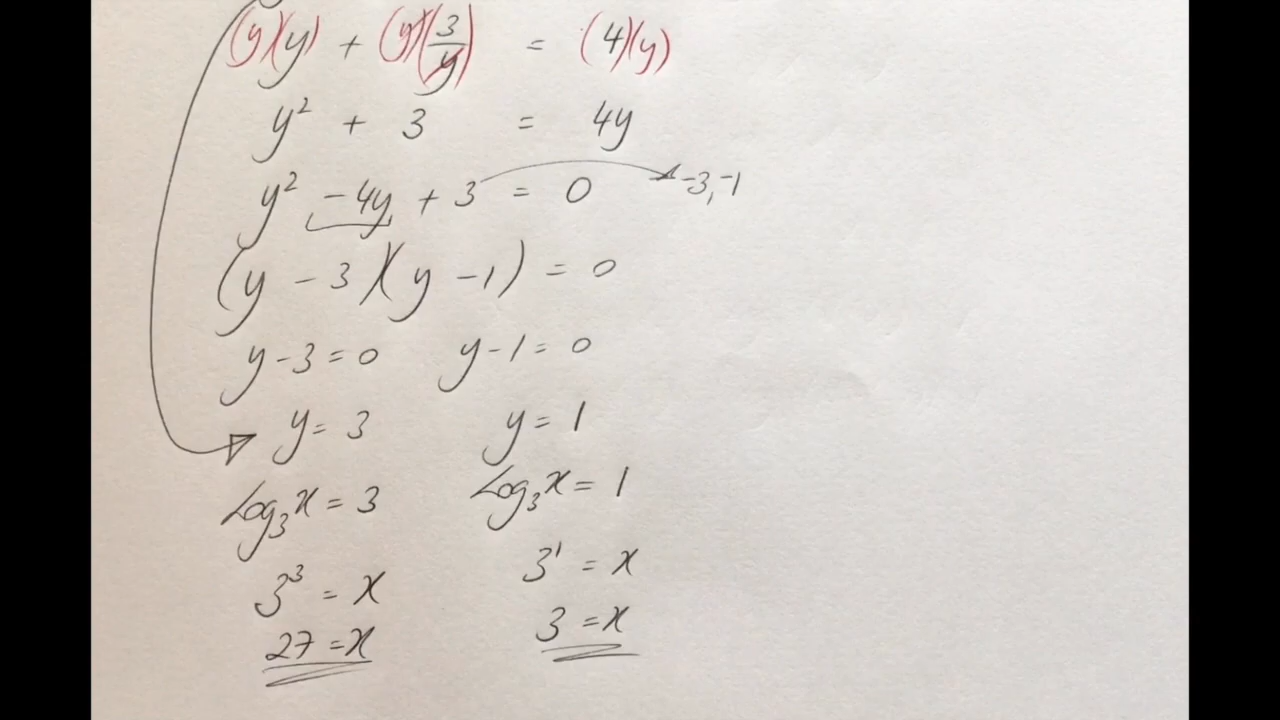 (y)(y) + (y)(3/y) = (4)(y)
y² + 3 = 4y
y² -4y + 3 = 0 -3,-1
(y - 3)(y - 1) = 0
y - 3 = 0 y - 1 = 0
y = 3 y = 1
Log₃x = 3 Log₃x = 1
3³ = x 3¹ = x
27 = x 3 = x